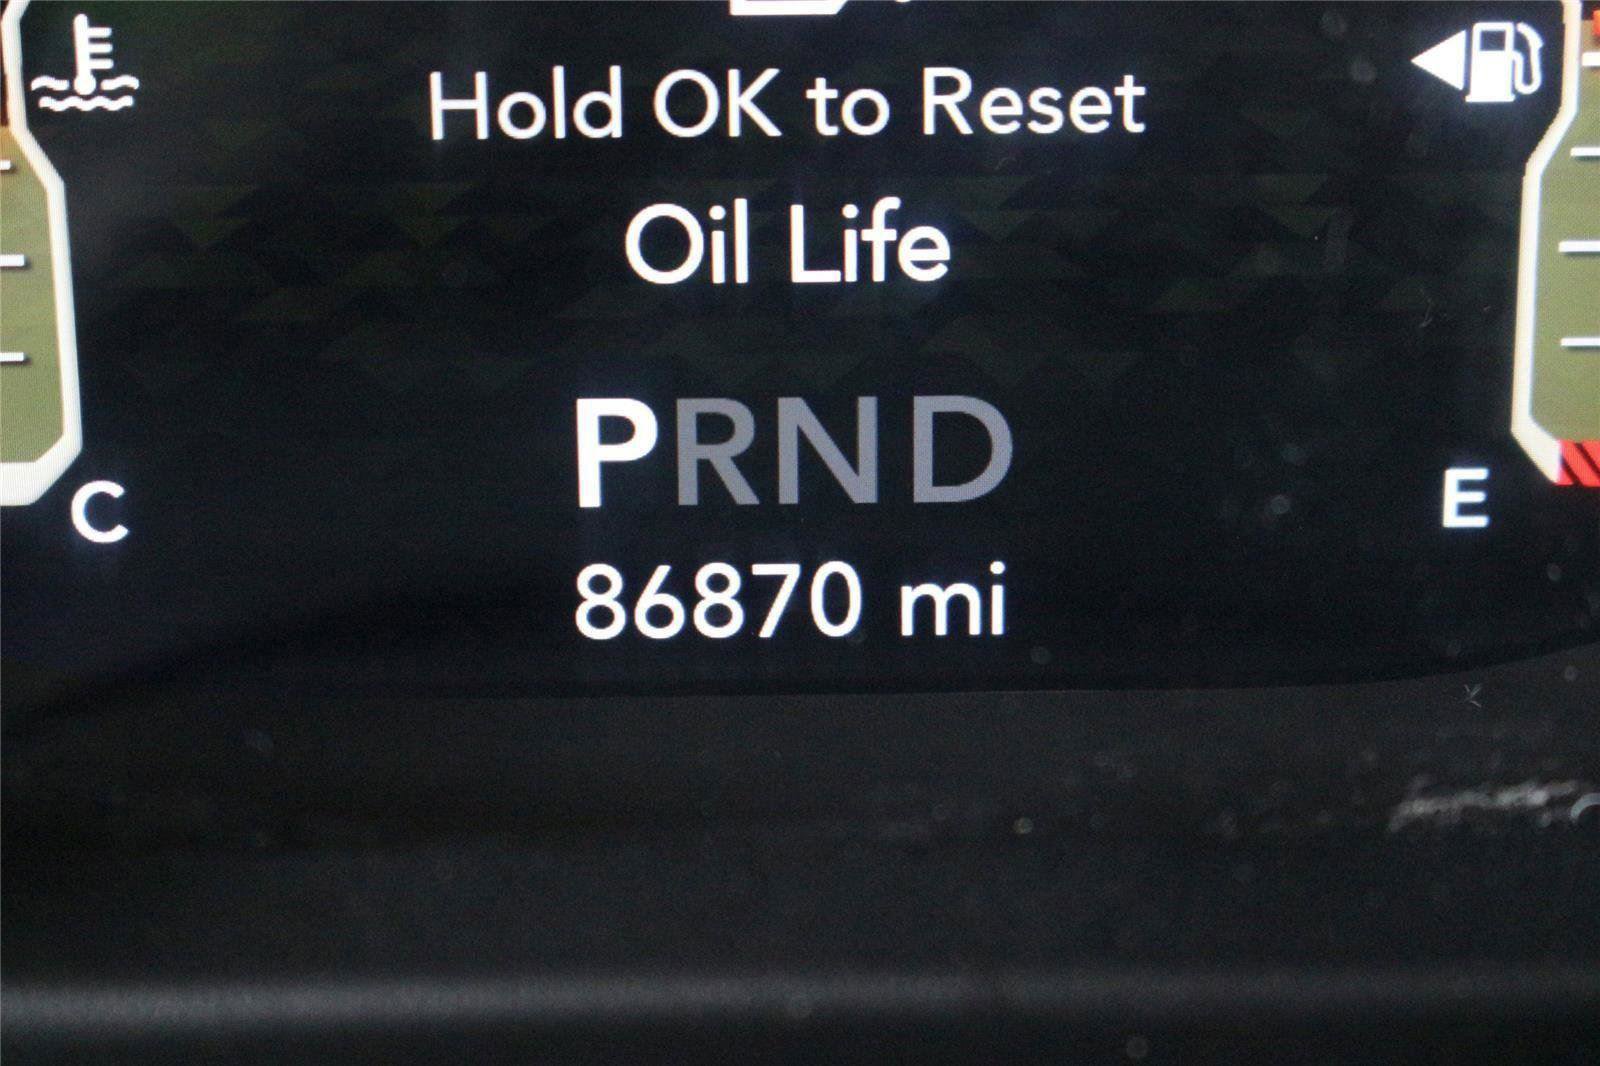 Hold OK to Reset
Oil Life
PRND
C
E
86870 mi